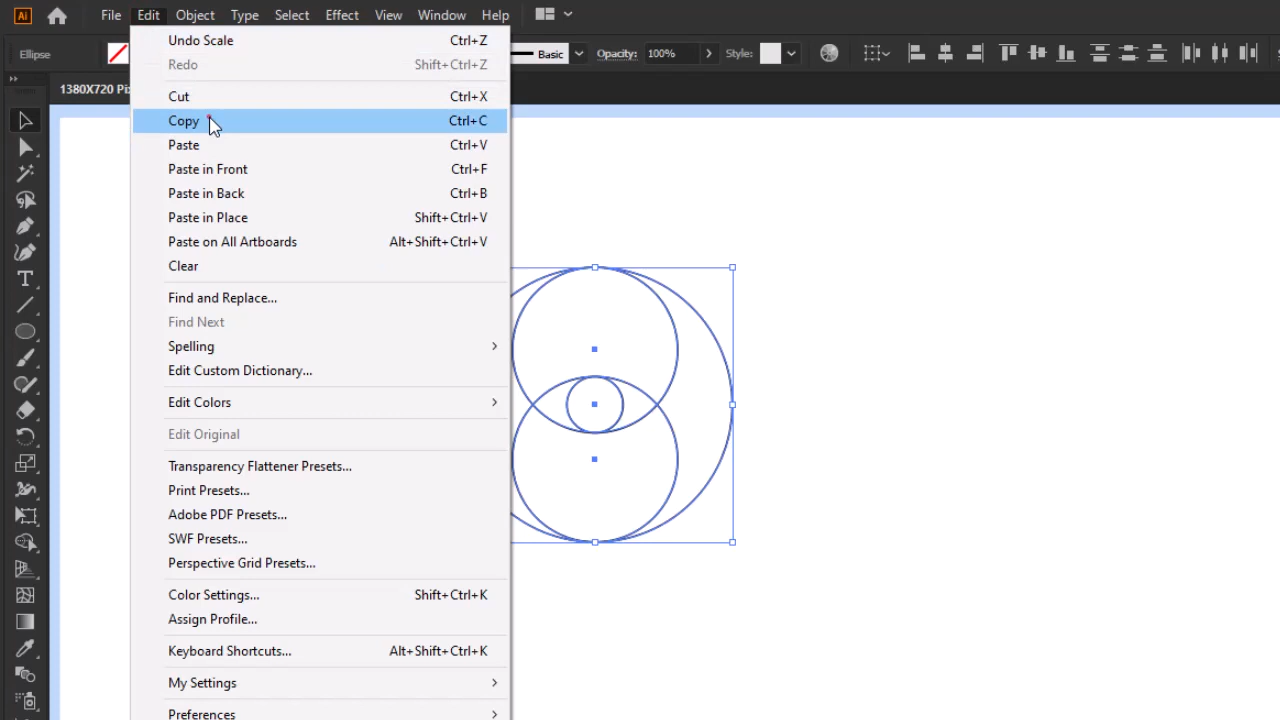 Ai File Edit Object Type Select Effect View Window Help
Ellipse Basic Opacity: 100% Style:
1380X720 Pi
Undo Scale Ctrl+Z
Redo Shift+Ctrl+Z
Cut Ctrl+X
Copy Ctrl+C
Paste Ctrl+V
Paste in Front Ctrl+F
Paste in Back Ctrl+B
Paste in Place Shift+Ctrl+V
Paste on All Artboards Alt+Shift+Ctrl+V
Clear
Find and Replace...
Find Next
Spelling
Edit Custom Dictionary...
Edit Colors
Edit Original
Transparency Flattener Presets...
Print Presets...
Adobe PDF Presets...
SWF Presets...
Perspective Grid Presets...
Color Settings... Shift+Ctrl+K
Assign Profile...
Keyboard Shortcuts... Alt+Shift+Ctrl+K
My Settings
Preferences